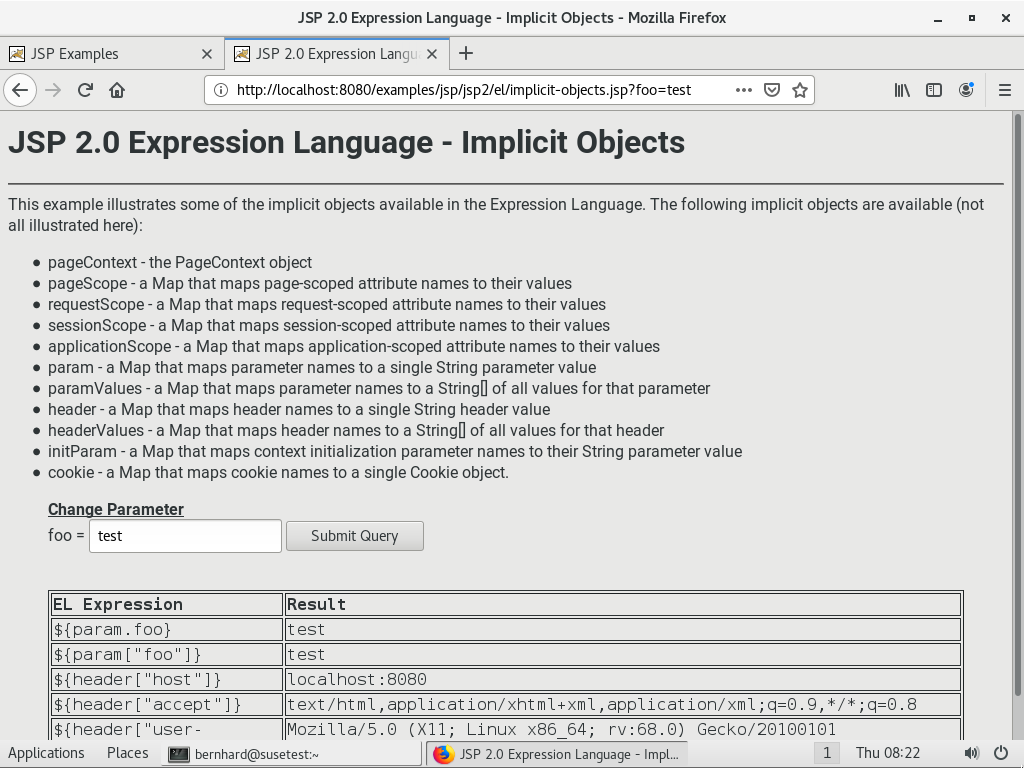 JSP 2.0 Expression Language - Implicit Objects - Mozilla Firefox
JSP Examples
JSP 2.0 Expression Langu
http://localhost:8080/examples/jsp/jsp2/el/implicit-objects.jsp?foo=test
JSP 2.0 Expression Language - Implicit Objects
This example illustrates some of the implicit objects available in the Expression Language. The following implicit objects are available (not
all illustrated here):
pageContext - the PageContext object
pageScope - a Map that maps page-scoped attribute names to their values
requestScope - a Map that maps request-scoped attribute names to their values
sessionScope - a Map that maps session-scoped attribute names to their values
applicationScope - a Map that maps application-scoped attribute names to their values
param - a Map that maps parameter names to a single String parameter value
paramValues - a Map that maps parameter names to a String[] of all values for that parameter
header - a Map that maps header names to a single String header value
headerValues - a Map that maps header names to a String[] of all values for that header
initParam - a Map that maps context initialization parameter names to their String parameter value
cookie - a Map that maps cookie names to a single Cookie object.
Change Parameter
foo = test Submit Query
EL Expression Result
${param.foo} test
${param["foo"]} test
${header["host"]} localhost:8080
${header["accept"]} text/html,application/xhtml+xml,application/xml;q=0.9,*/*;q=0.8
${header["user- Mozilla/5.0 (X11; Linux x86_64; rv:68.0) Gecko/20100101
Applications Places bernhard@susetest:~ JSP 2.0 Expression Language - Impl... 1 Thu 08:22